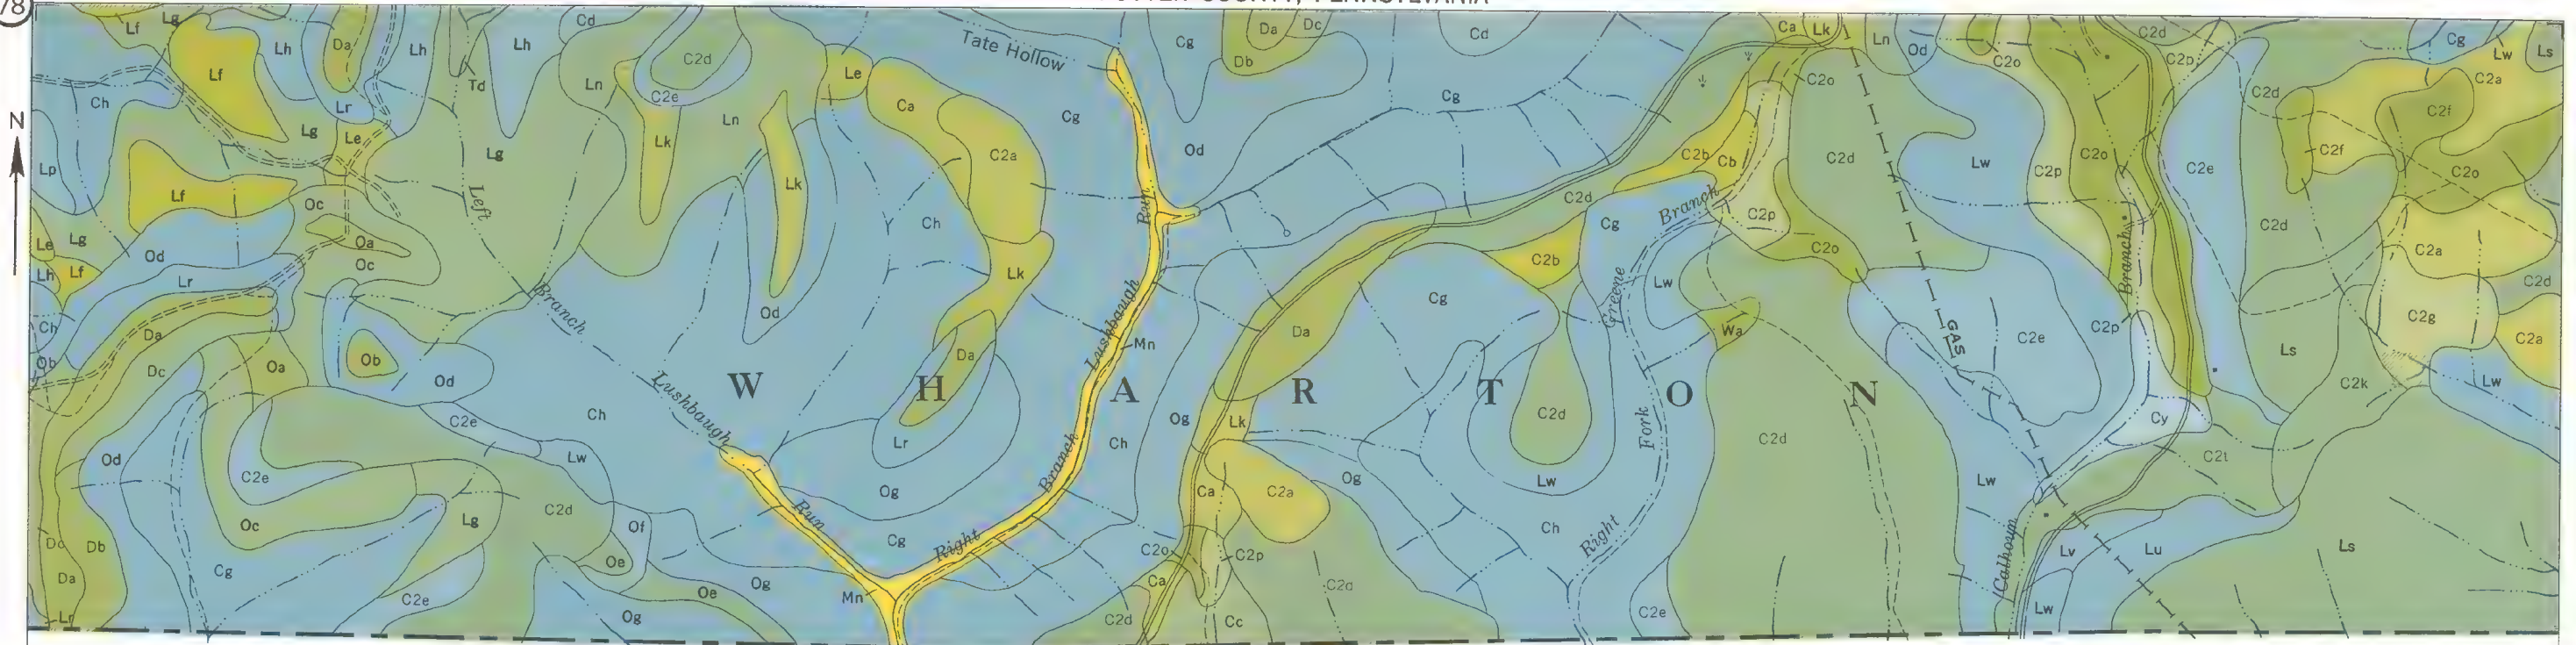 78
POTTER COUNTY, PENNSYLVANIA
N
Lf Lg Lh Da Lh Lh Td Cd C2d
Lf Ch Lr Lg Le Lg Ln C2e Lk Ln Lk
Le Ca C2a Tate Hollow Cg Cg Db Da Dc Cd
Od Cg Ca Lk C2o Ln Od C2o C2d C2p
C2d Cg Lw Ls C2a C2f C2f C2o
Lp Lf Oc Oa Oc Left Ch Run
C2b Cb C2d Lw C2p C2o C2e
Le Lg Lh Lf Od Lr Branch Od Lk
C2d Cg Branch C2p C2o C2d C2a C2d
C2b Greene Lw Branch
Ch Ob Da Dc Oa Ob Od Lushbaugh
Da Lushbaugh Mn Da Cg Wa GAS C2e C2p Ls C2g C2a
W H A R T O N
C2e Ch Lr Ch Og Lk C2d Fork C2d Cy C2k Lw
Od C2e Lw Og Branch Ca C2a Og Lw Lw C2t
Oc Lg C2d Of Run Cg Right Ch Right Calhoun
Dc Db Cg Oe Og C2o C2p Lv Lu Ls
Da C2e Oe Mn Ca C2d
Lr Og C2d Cc C2e Lw